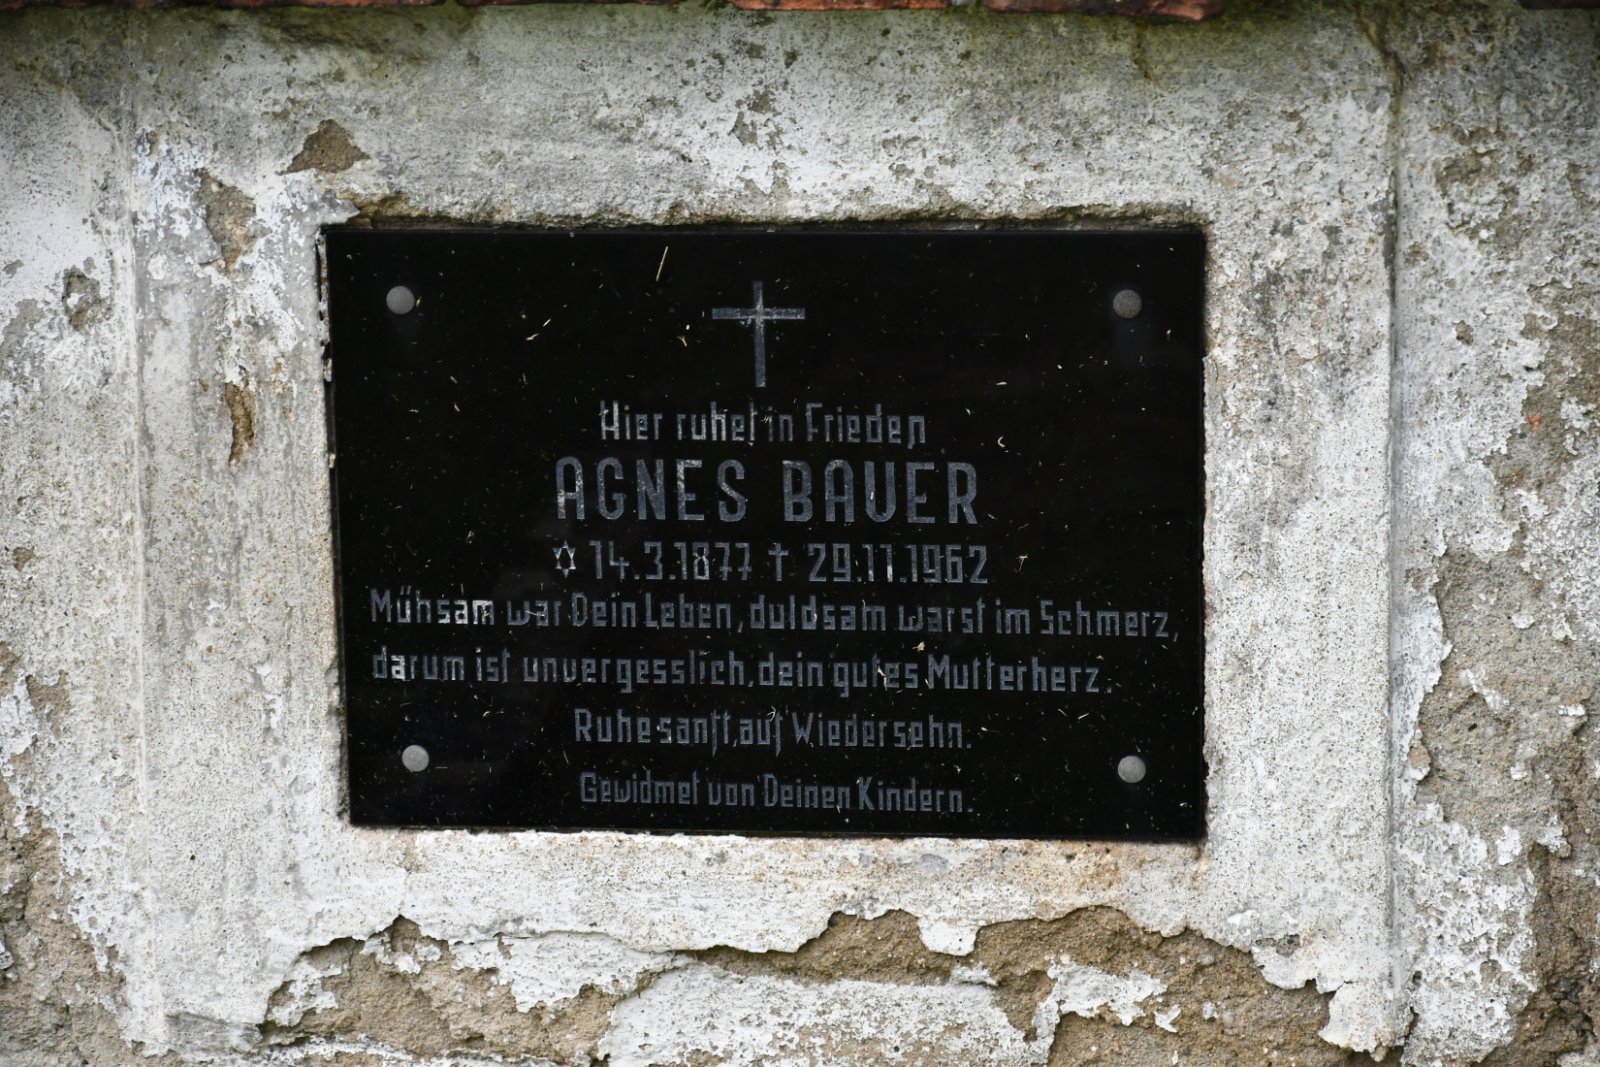 Hier ruhet in Frieden
AGNES BAUER
✡ 14.3.1877 † 29.11.1962
Mühsam war Dein Leben, duldsam warst im Schmerz,
darum ist unvergesslich, dein gutes Mutterherz.
Ruhe sanft, auf Wiedersehn.
Gewidmet von Deinen Kindern.